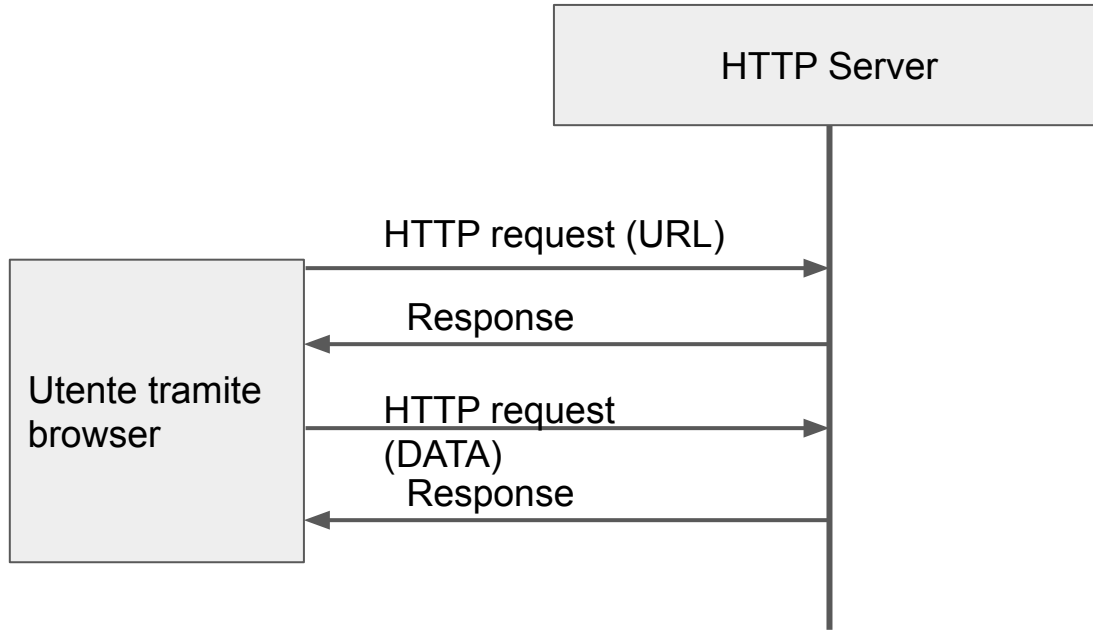 HTTP Server
HTTP request (URL)
Response
Utente tramite
browser
HTTP request
(DATA)
Response